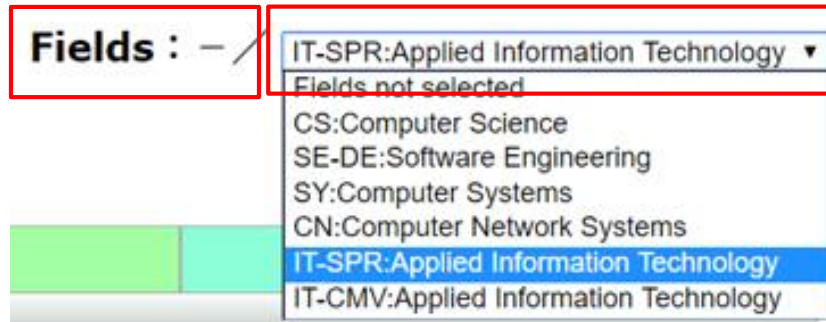 Fields：－／ IT-SPR:Applied Information Technology ▼
Fields not selected
CS:Computer Science
SE-DE:Software Engineering
SY:Computer Systems
CN:Computer Network Systems
IT-SPR:Applied Information Technology
IT-CMV:Applied Information Technology